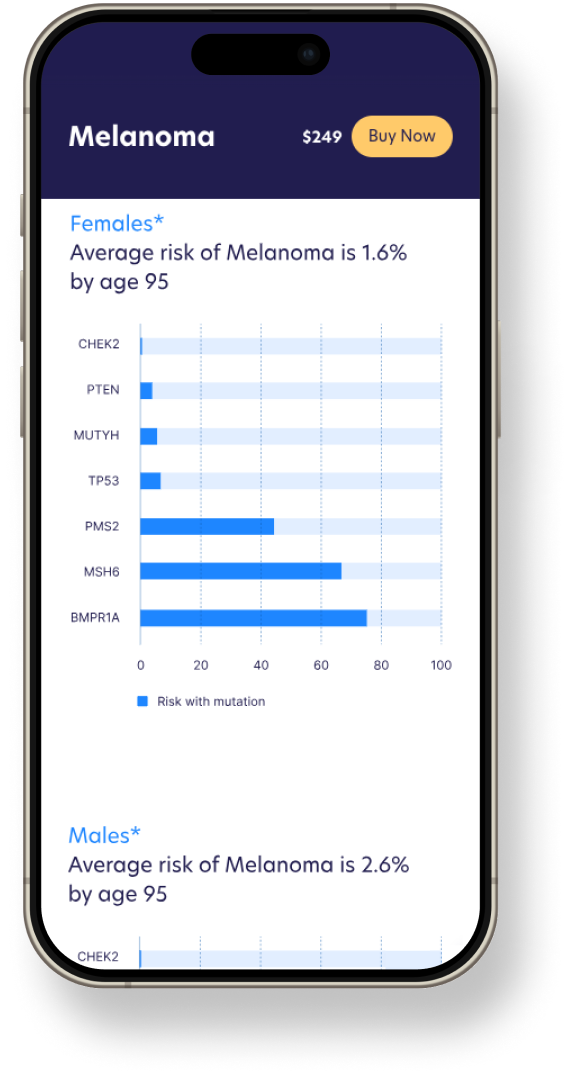 Melanoma
$249
Buy Now
Females*
Average risk of Melanoma is 1.6%
by age 95
CHEK2
PTEN
MUTYH
TP53
PMS2
MSH6
BMPR1A
0 20 40 60 80 100
Risk with mutation
Males*
Average risk of Melanoma is 2.6%
by age 95
CHEK2